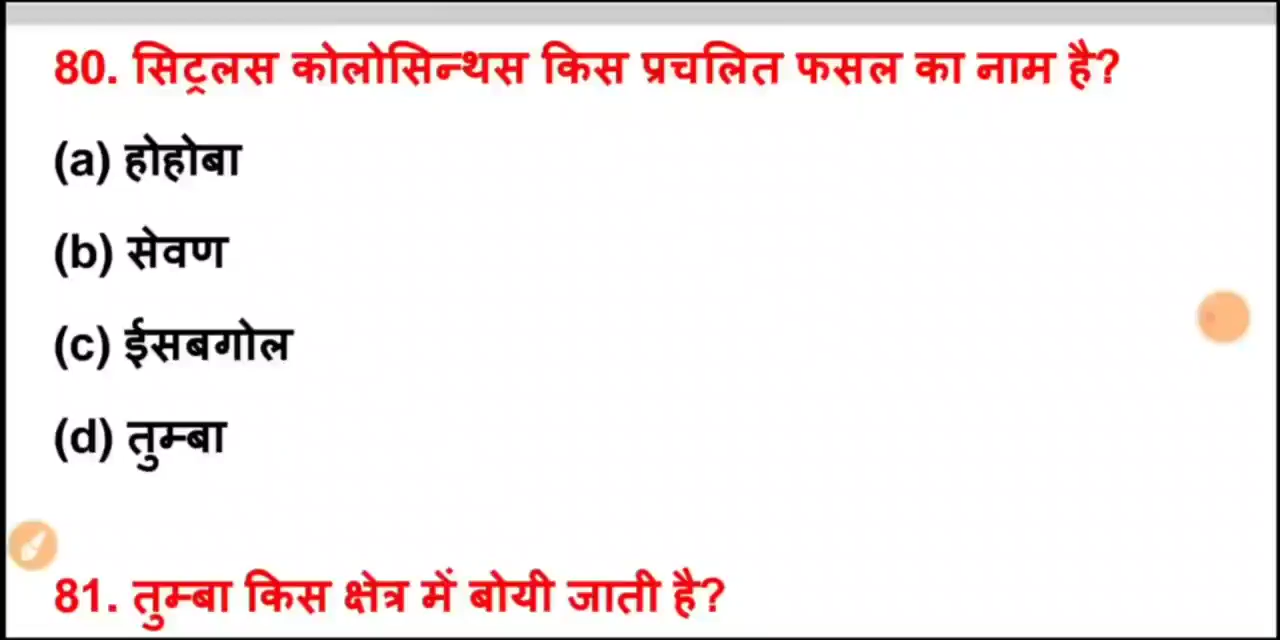 80. सिट्रलस कोलोसिन्थस किस प्रचलित फसल का नाम है?
(a) होहोबा
(b) सेवण
(c) ईसबगोल
(d) तुम्बा
81. तुम्बा किस क्षेत्र में बोयी जाती है?